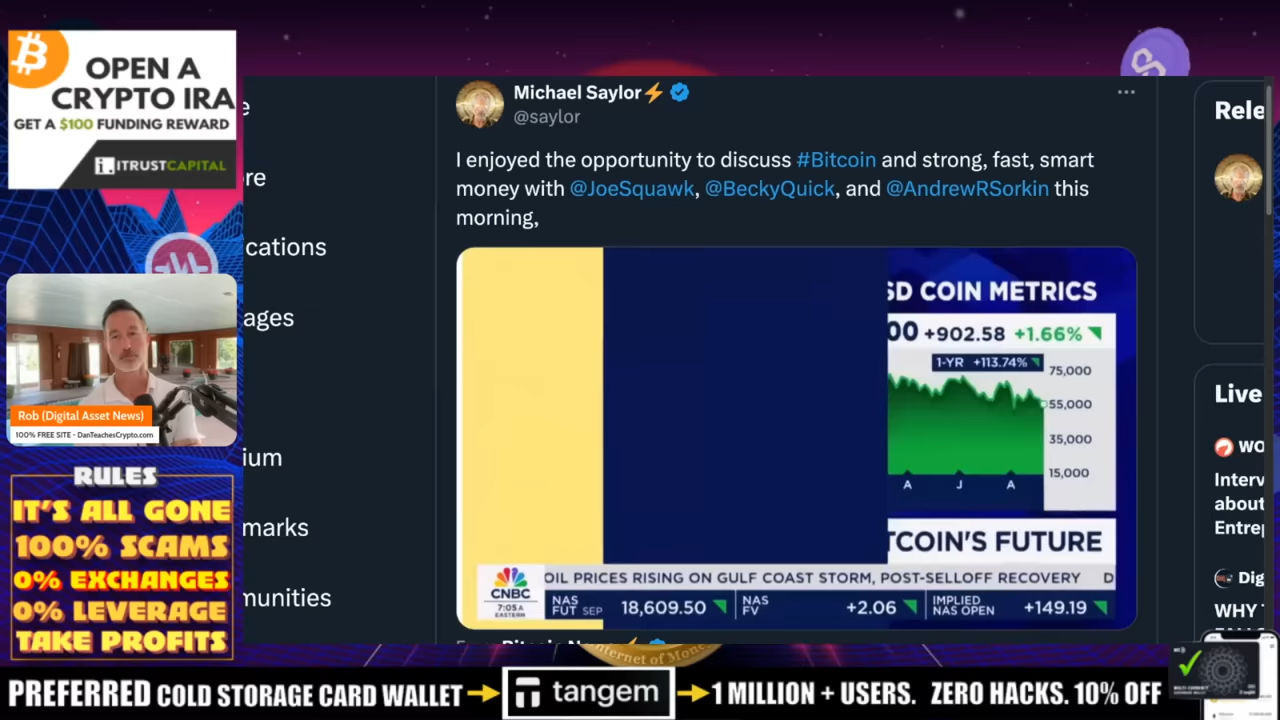 OPEN A
CRYPTO IRA
GET A $100 FUNDING REWARD
ITRUSTCAPITAL
Rob (Digital Asset News)
100% FREE SITE - DanTeachesCrypto.com
RULES
IT'S ALL GONE
100% SCAMS
0% EXCHANGES
0% LEVERAGE
TAKE PROFITS
e
re
cations
ages
ium
marks
munities
Michael Saylor⚡
@saylor
I enjoyed the opportunity to discuss #Bitcoin and strong, fast, smart
money with @JoeSquawk, @BeckyQuick, and @AndrewRSorkin this
morning,
SD COIN METRICS
00 +902.58 +1.66%
1-YR +113.74%
75,000
55,000
35,000
15,000
A J A
TCOIN'S FUTURE
CNBC
7:05A
EASTERN
OIL PRICES RISING ON GULF COAST STORM, POST-SELLOFF RECOVERY D
NAS FUT SEP 18,609.50
NAS FV +2.06
IMPLIED NAS OPEN +149.19
Rele
Live
WO
Interv
about
Entrep
Dig
WHY
PREFERRED COLD STORAGE CARD WALLET tangem 1 MILLION + USERS. ZERO HACKS. 10% OFF